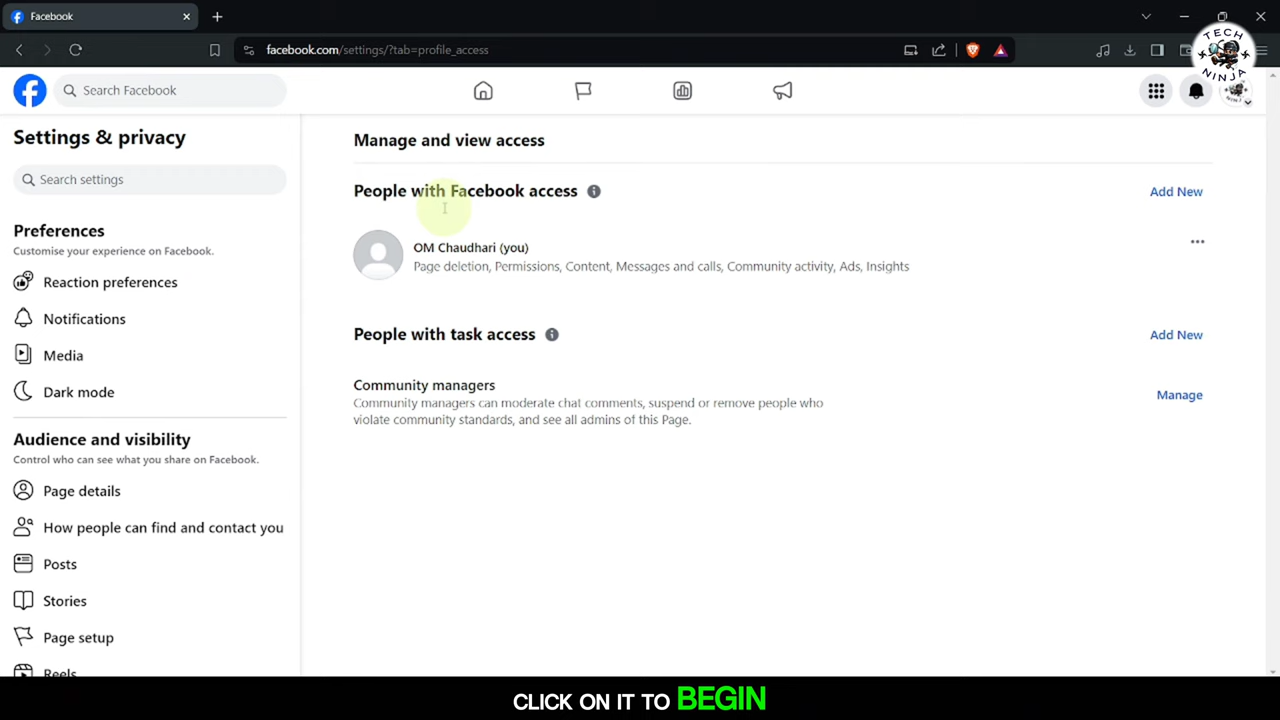 Facebook
facebook.com/settings/?tab=profile_access
TECH
NINJA
Search Facebook
Settings & privacy
Search settings
Preferences
Customise your experience on Facebook.
Reaction preferences
Notifications
Media
Dark mode
Audience and visibility
Control who can see what you share on Facebook.
Page details
How people can find and contact you
Posts
Stories
Page setup
Reels
Manage and view access
People with Facebook access
Add New
OM Chaudhari (you)
Page deletion, Permissions, Content, Messages and calls, Community activity, Ads, Insights
People with task access
Add New
Community managers
Community managers can moderate chat comments, suspend or remove people who
violate community standards, and see all admins of this Page.
Manage
CLICK ON IT TO BEGIN